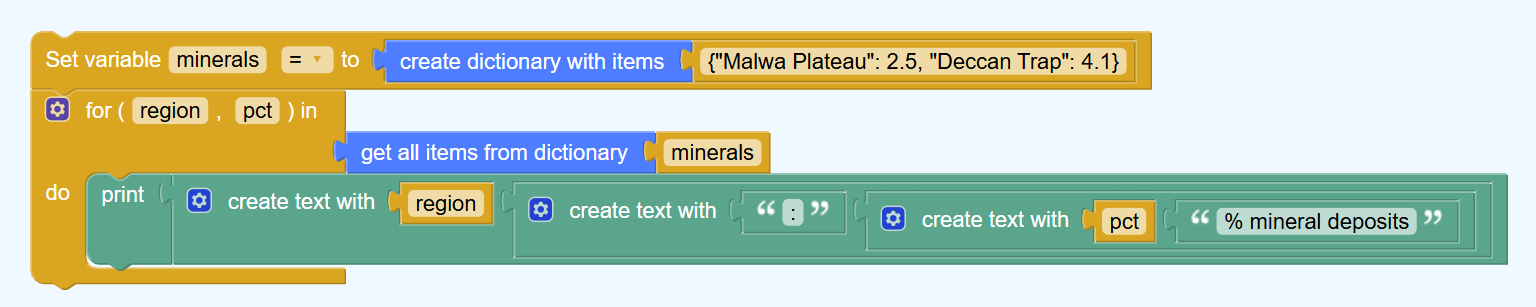 Set variable minerals = to create dictionary with items {"Malwa Plateau": 2.5, "Deccan Trap": 4.1}
for ( region , pct ) in
get all items from dictionary minerals
do print create text with region create text with “ : ” create text with pct “ % mineral deposits ”